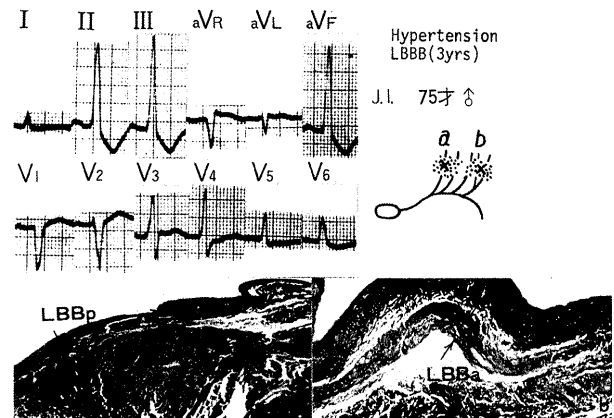 I II III aVR aVL aVF
Hypertension
LBBB(3yrs)
J.I. 75才 ♂
a b
V1 V2 V3 V4 V5 V6
LBBp
LBBa
b